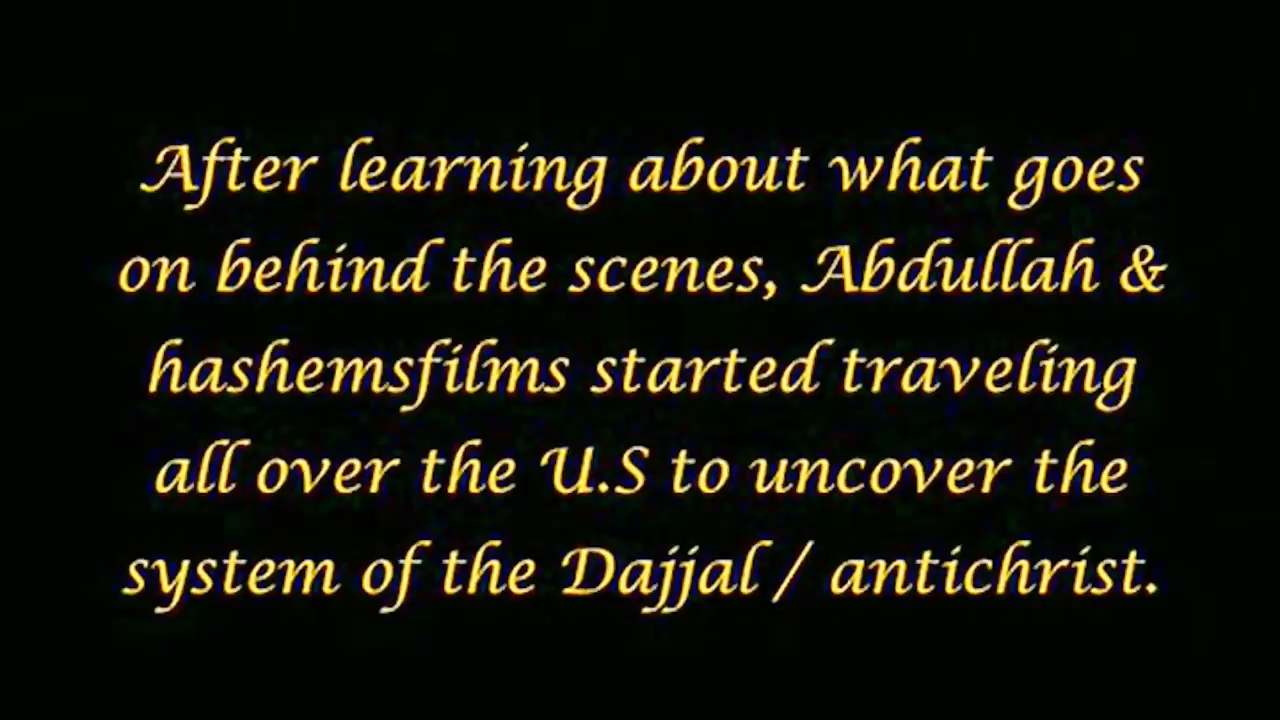 After learning about what goes
on behind the scenes, Abdullah &
hashemsfilms started traveling
all over the U.S to uncover the
system of the Dajjal / antichrist.